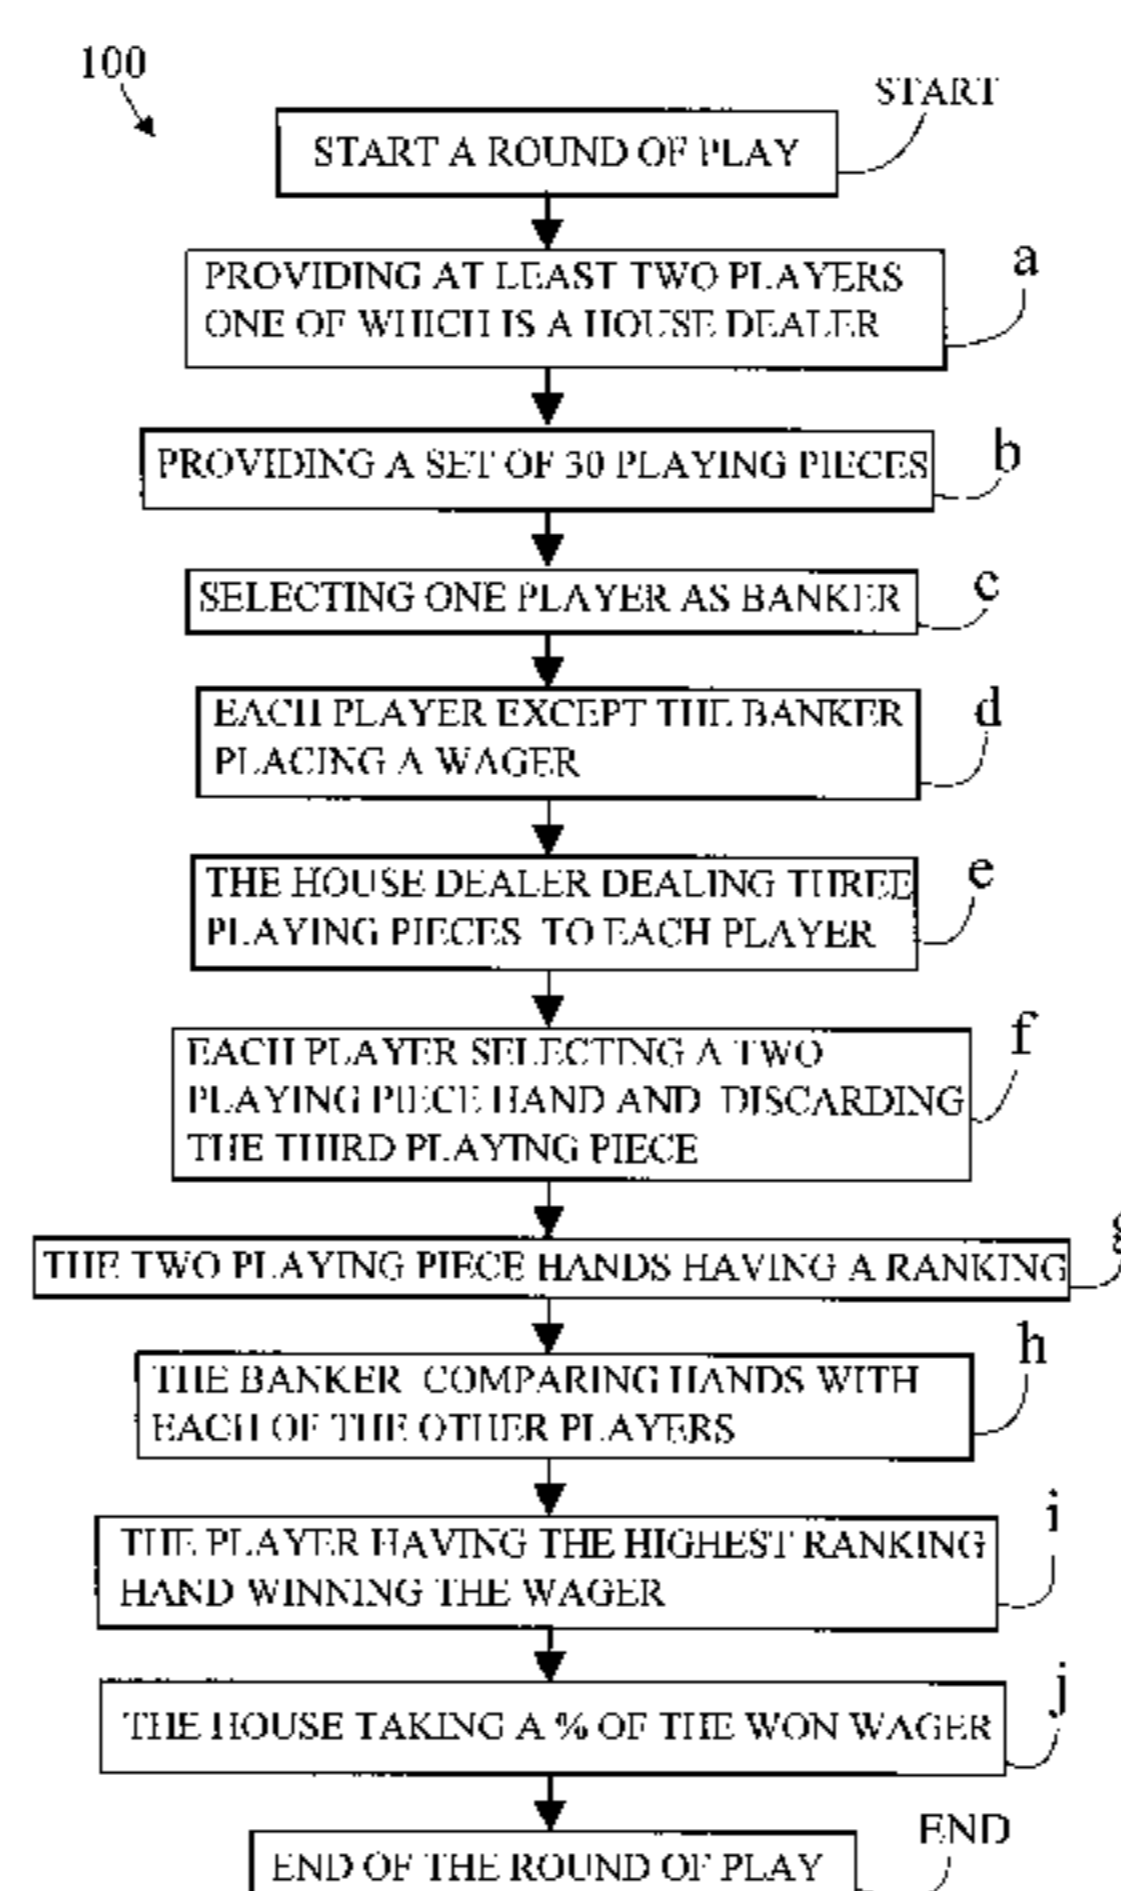 100
START
START A ROUND OF PLAY
a
PROVIDING AT LEAST TWO PLAYERS
ONE OF WHICH IS A HOUSE DEALER
b
PROVIDING A SET OF 30 PLAYING PIECES
c
SELECTING ONE PLAYER AS BANKER
d
EACH PLAYER EXCEPT THE BANKER
PLACING A WAGER
e
THE HOUSE DEALER DEALING THREE
PLAYING PIECES TO EACH PLAYER
f
EACH PLAYER SELECTING A TWO
PLAYING PIECE HAND AND DISCARDING
THE THIRD PLAYING PIECE
g
THE TWO PLAYING PIECE HANDS HAVING A RANKING
h
THE BANKER COMPARING HANDS WITH
EACH OF THE OTHER PLAYERS
i
THE PLAYER HAVING THE HIGHEST RANKING
HAND WINNING THE WAGER
j
THE HOUSE TAKING A % OF THE WON WAGER
END
END OF THE ROUND OF PLAY